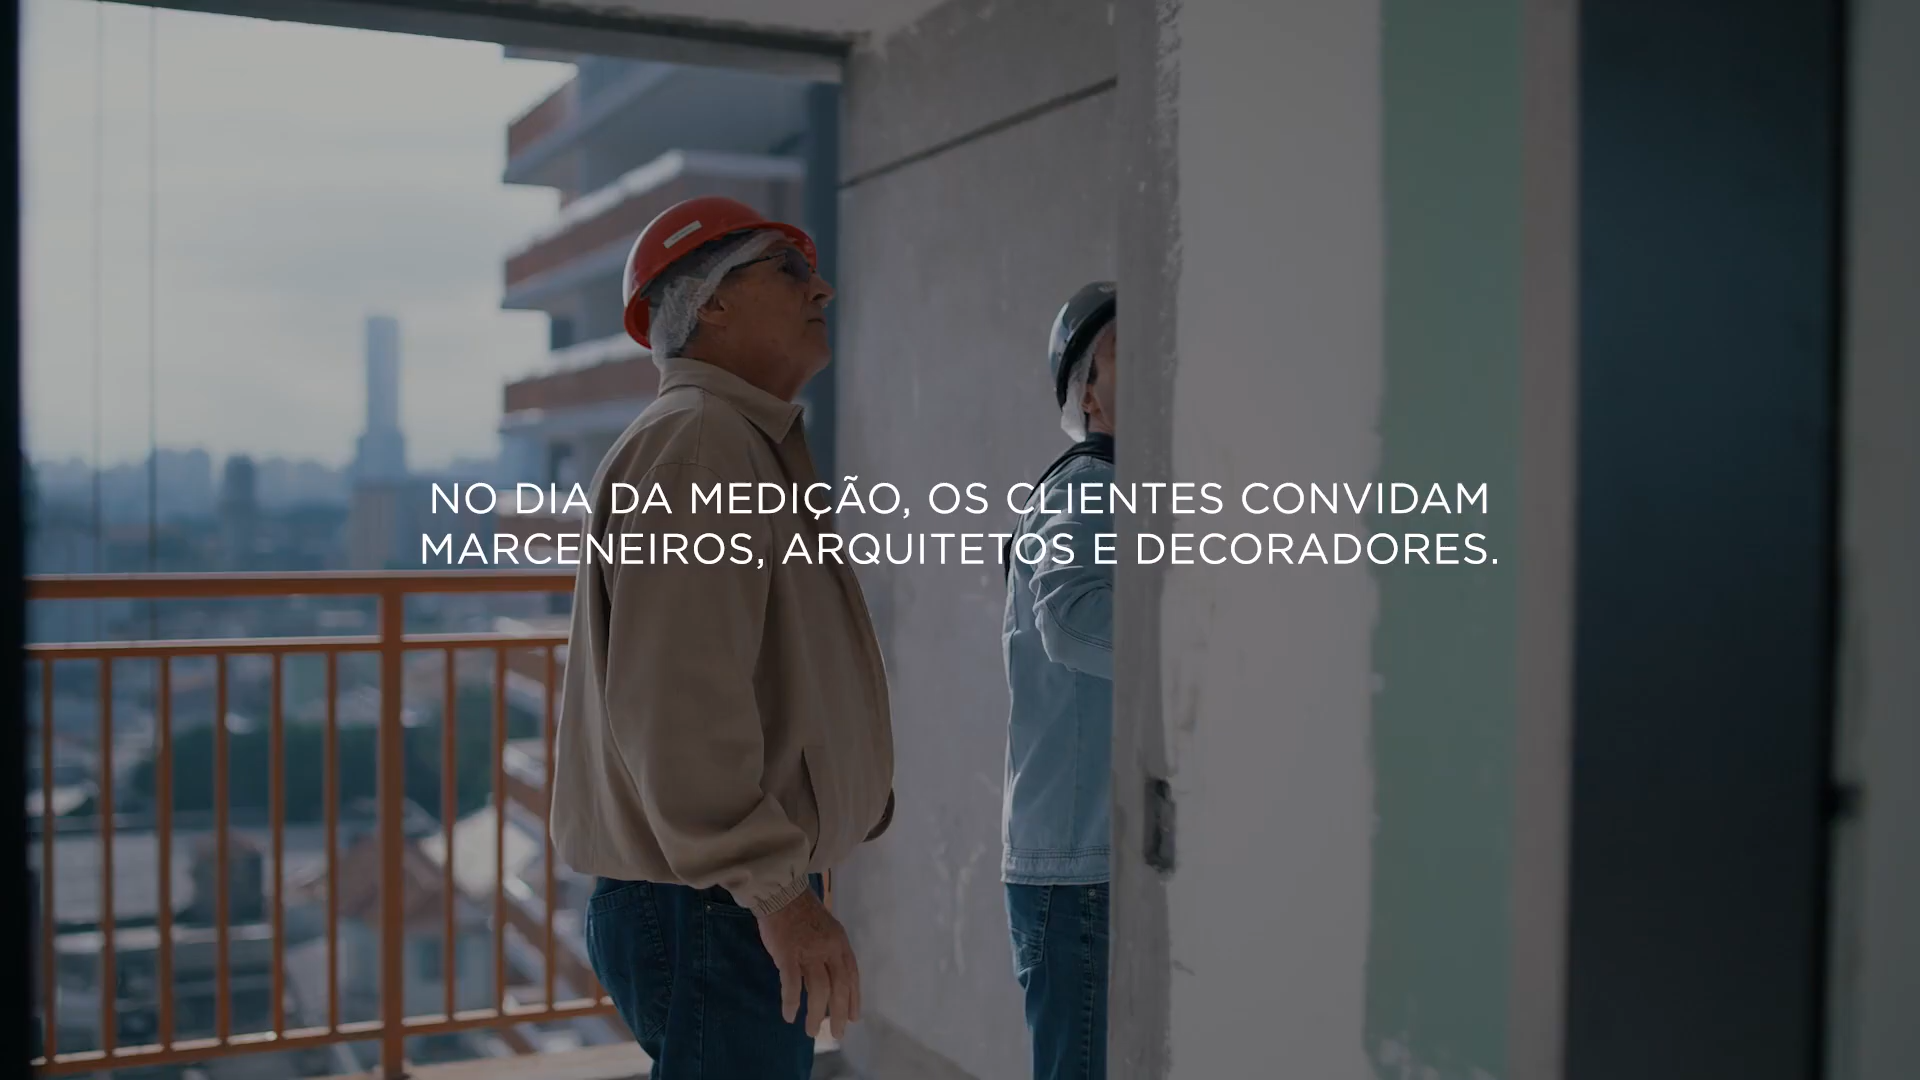 NO DIA DA MEDIÇÃO, OS CLIENTES CONVIDAM
MARCENEIROS, ARQUITETOS E DECORADORES.